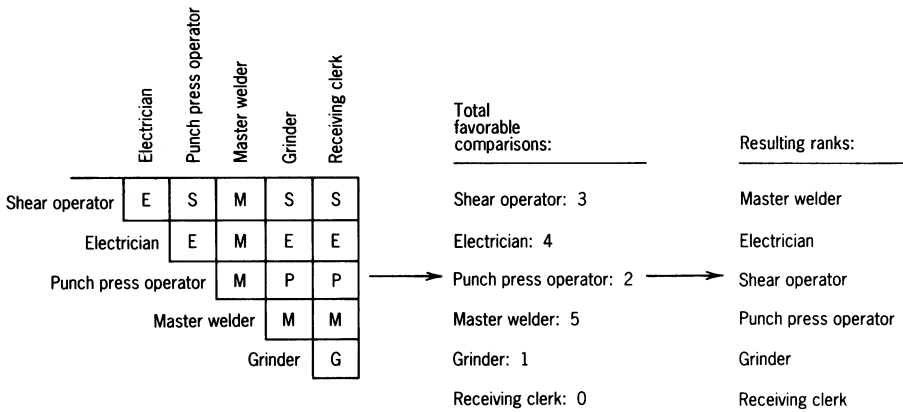 Electrician
Punch press operator
Master welder
Grinder
Receiving clerk
Shear operator E S M S S
Electrician E M E E
Punch press operator M P P
Master welder M M
Grinder G
Total
favorable
comparisons:
Shear operator: 3
Electrician: 4
Punch press operator: 2
Master welder: 5
Grinder: 1
Receiving clerk: 0
Resulting ranks:
Master welder
Electrician
Shear operator
Punch press operator
Grinder
Receiving clerk